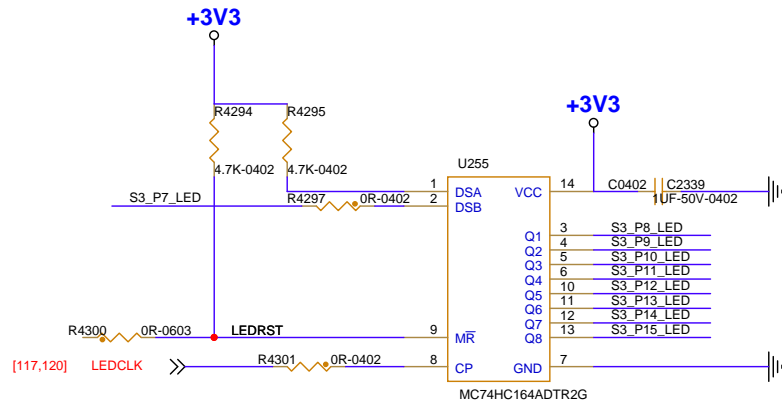 +3V3
R4294 R4295
4.7K-0402 4.7K-0402
+3V3
U255
1 DSA VCC 14 C0402 C2339
1UF-50V-0402
S3_P7_LED R4297 0R-0402 2 DSB
Q1 3 S3_P8_LED
Q2 4 S3_P9_LED
Q3 5 S3_P10_LED
Q4 6 S3_P11_LED
Q5 10 S3_P12_LED
Q6 11 S3_P13_LED
Q7 12 S3_P14_LED
Q8 13 S3_P15_LED
R4300 0R-0603 LEDRST 9 MR
[117,120] LEDCLK R4301 0R-0402 8 CP GND 7
MC74HC164ADTR2G